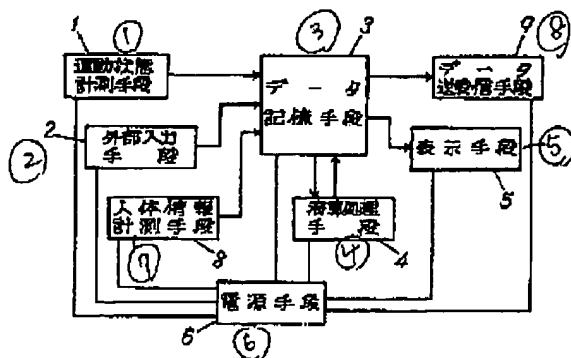 1
①
運動状態
計測手段
2
②
外部入力
手段
人体情報
計測手段
⑦
8
③
3
データ
記憶手段
演算処理
手段
④
4
9
⑧
データ
送受信手段
表示手段
⑤
5
電源手段
6
⑥